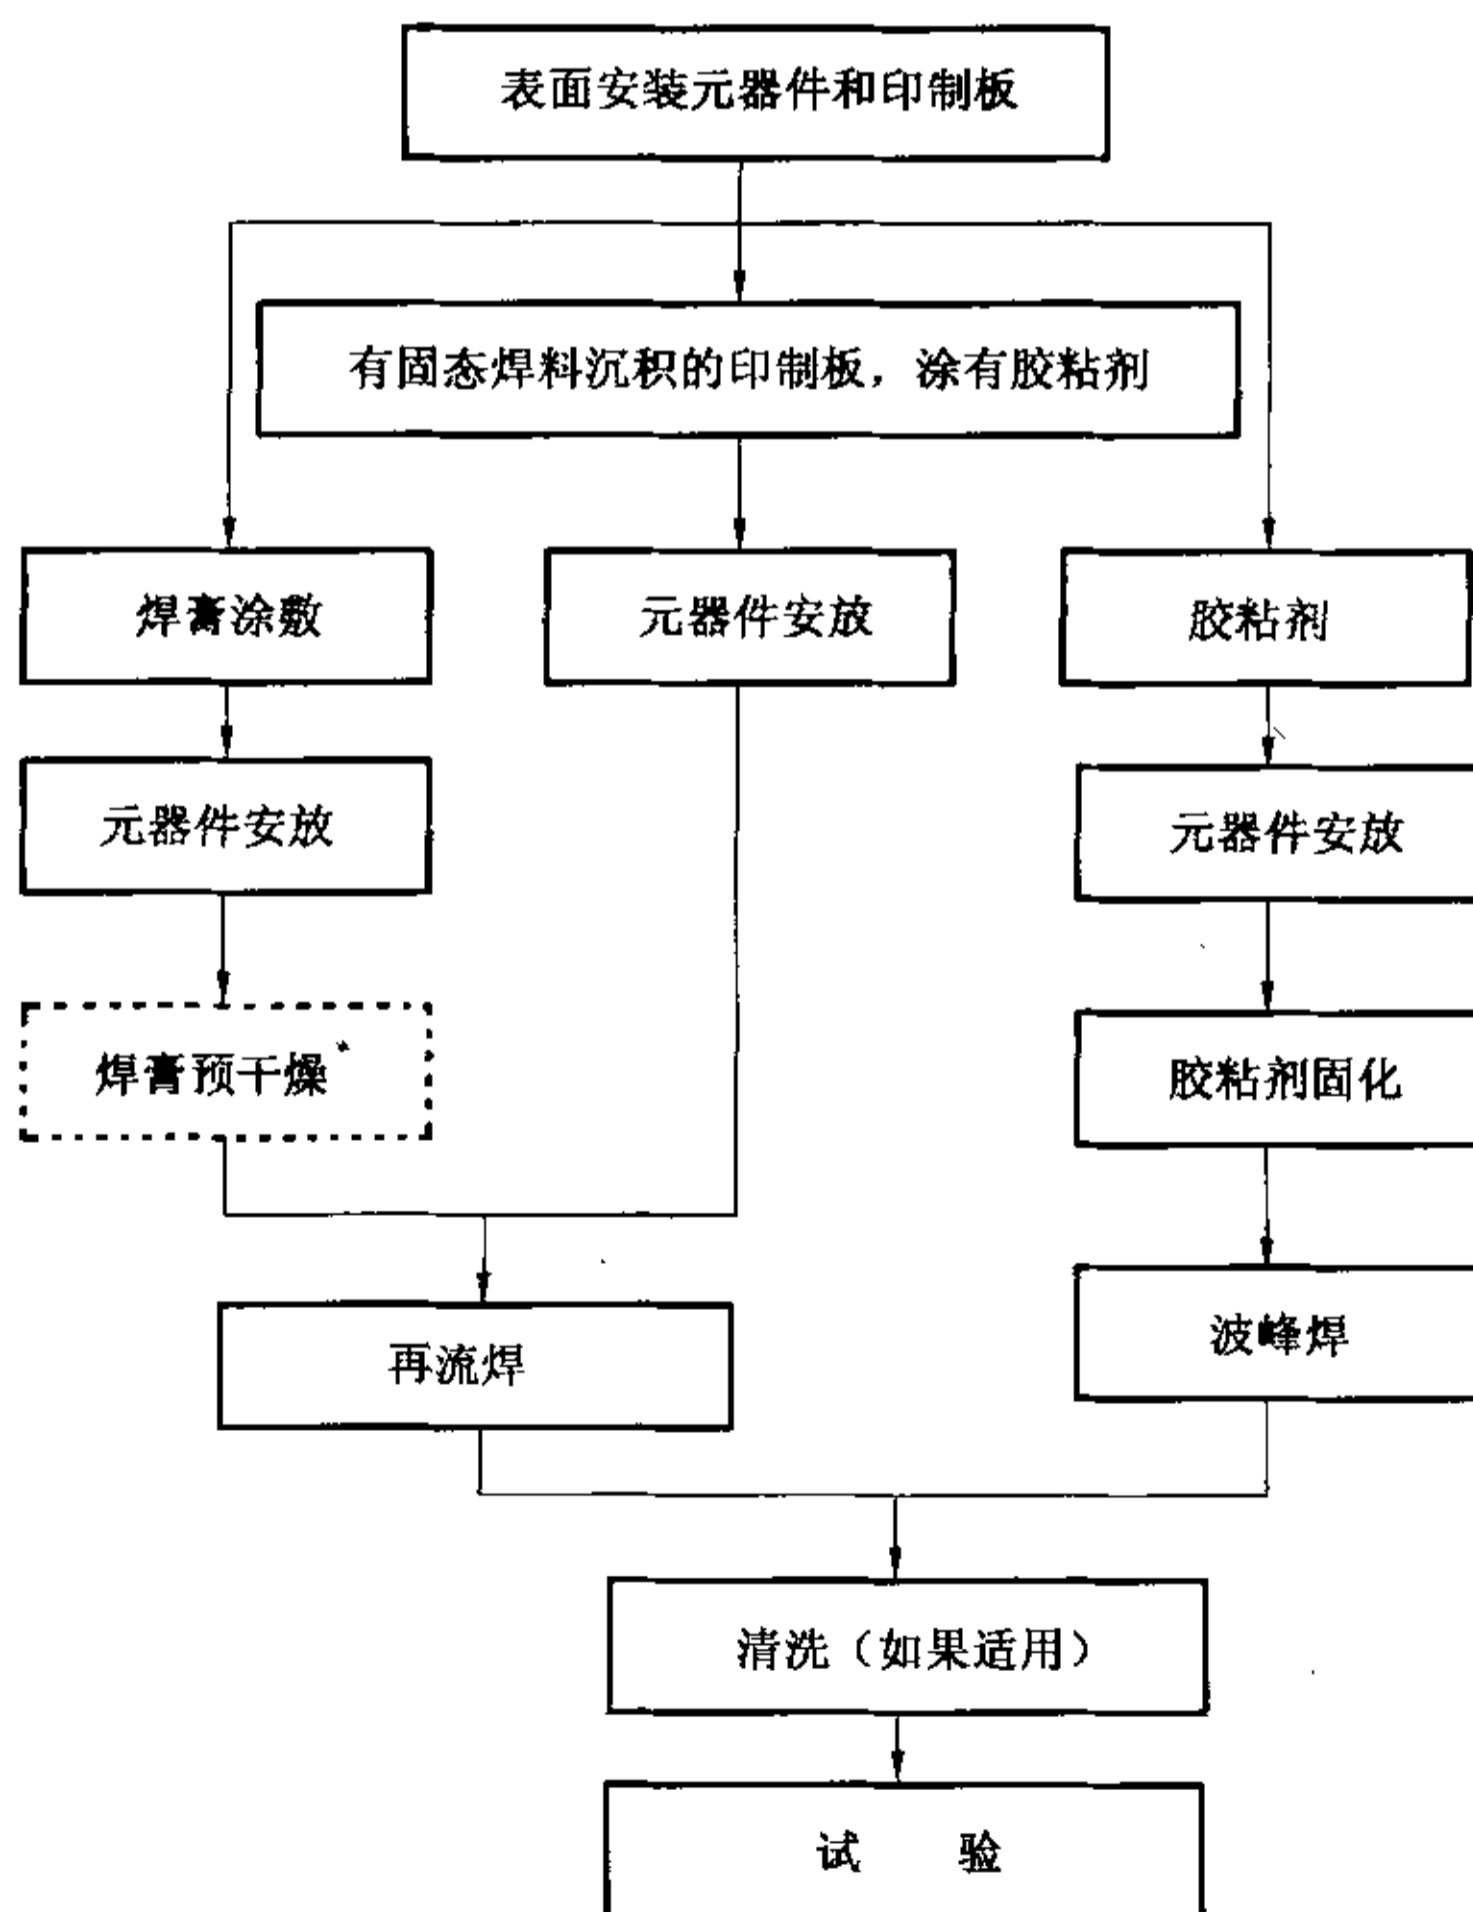 表面安装元器件和印制板
有固态焊料沉积的印制板，涂有胶粘剂
焊膏涂敷
元器件安放
胶粘剂
元器件安放
元器件安放
焊膏预干燥*
胶粘剂固化
再流焊
波峰焊
清洗（如果适用）
试 验